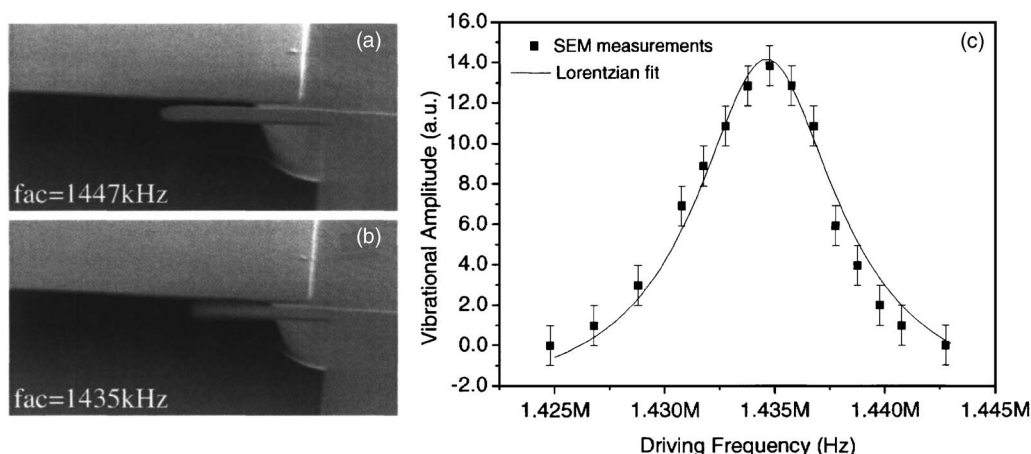 (a)
fac=1447kHz
(b)
fac=1435kHz
(c)
16.0
14.0
12.0
10.0
8.0
6.0
4.0
2.0
0.0
-2.0
Vibrational Amplitude (a.u.)
SEM measurements
Lorentzian fit
1.425M 1.430M 1.435M 1.440M 1.445M
Driving Frequency (Hz)